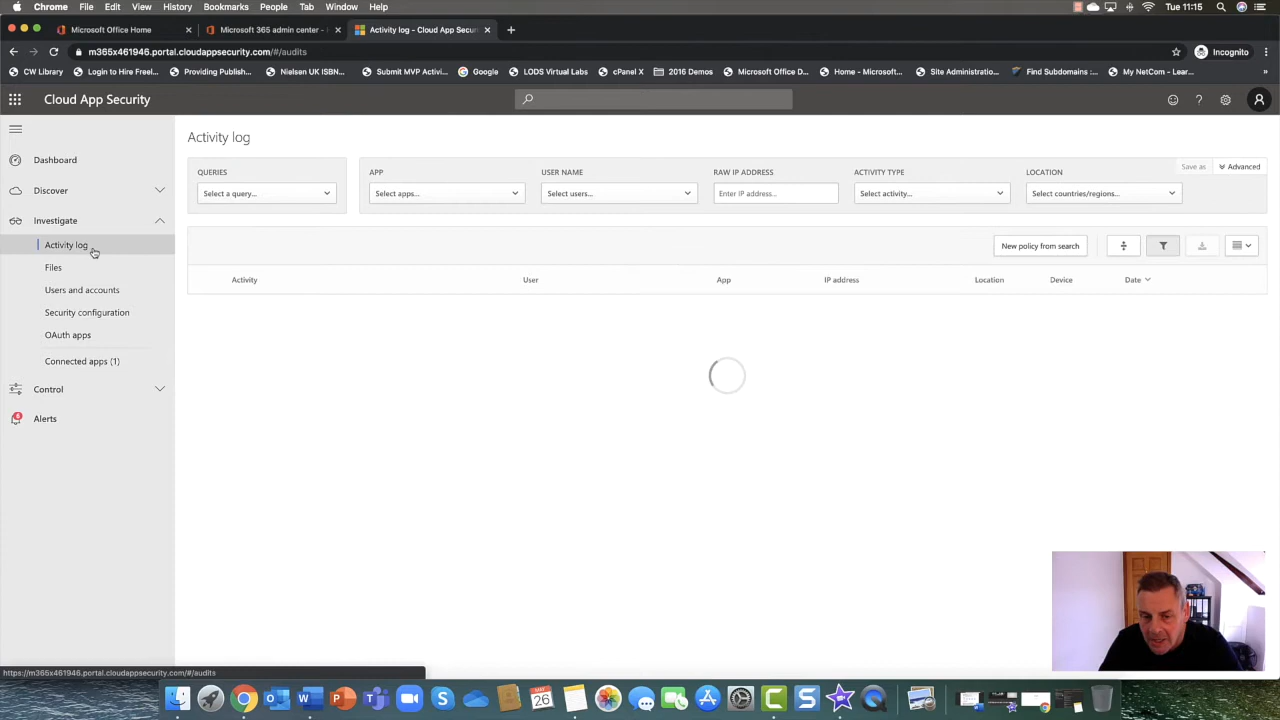 Chrome File Edit View History Bookmarks People Tab Window Help Tue 11:15
Microsoft Office Home Microsoft 365 admin center - H Activity log - Cloud App Secur
m365x461946.portal.cloudappsecurity.com/#/audits Incognito
CW Library Login to Hire Freel... Providing Publish... Nielsen UK ISBN... Submit MVP Activi... Google LODS Virtual Labs cPanel X 2016 Demos Microsoft Office D... Home - Microsoft... Site Administratio... Find Subdomains :... My NetCom - Lear... »
Cloud App Security
Activity log
Dashboard
Discover
Investigate
Activity log
Files
Users and accounts
Security configuration
OAuth apps
Connected apps (1)
Control
6
Alerts
QUERIES APP USER NAME RAW IP ADDRESS ACTIVITY TYPE LOCATION
Save as Advanced
Select a query... Select apps... Select users... Enter IP address... Select activity... Select countries/regions...
New policy from search
Activity User App IP address Location Device Date
https://m365x461946.portal.cloudappsecurity.com/#/audits
MAY
26